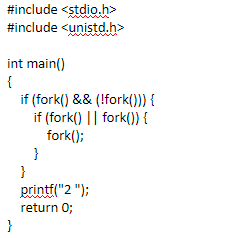 #include <stdio.h>
#include <unistd.h>
int main()
{
if (fork() && (!fork())) {
if (fork() || fork()) {
fork();
}
}
printf("2 ");
return 0;
}